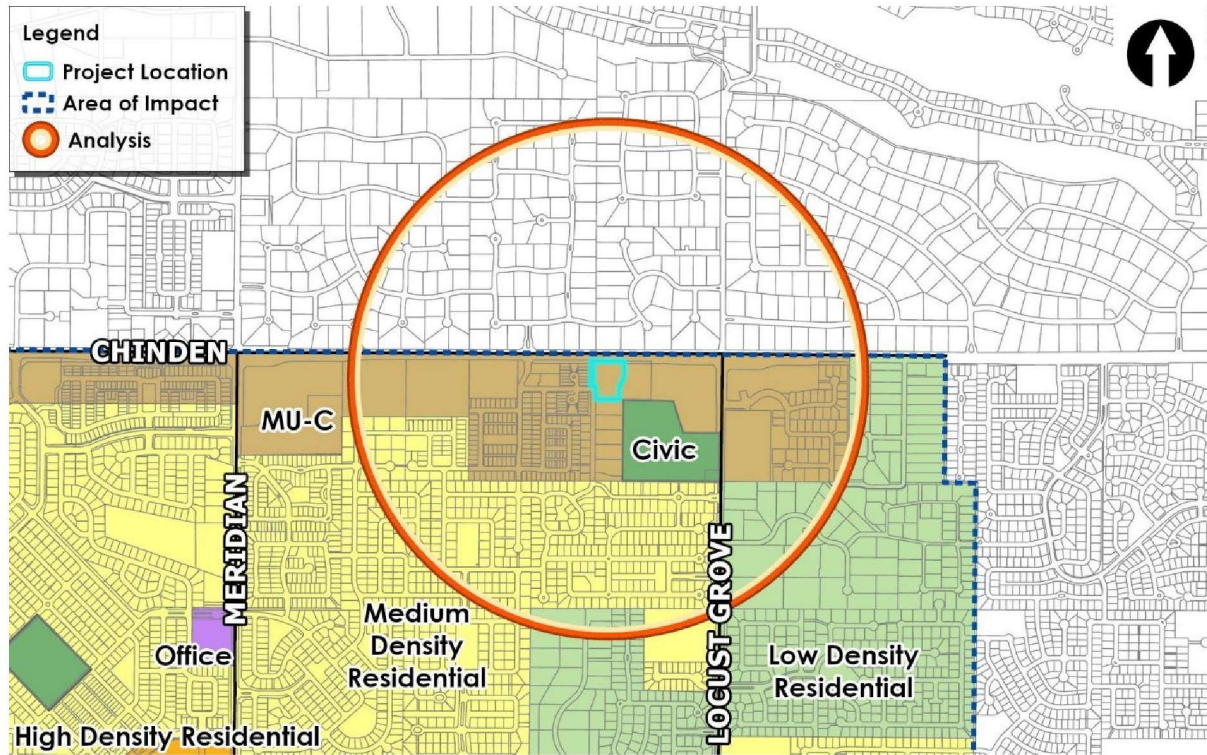 Legend
Project Location
Area of Impact
Analysis
CHINDEN
MU-C
Civic
MERIDIAN
LOCUST GROVE
Medium
Density
Residential
Office
Low Density
Residential
High Density Residential